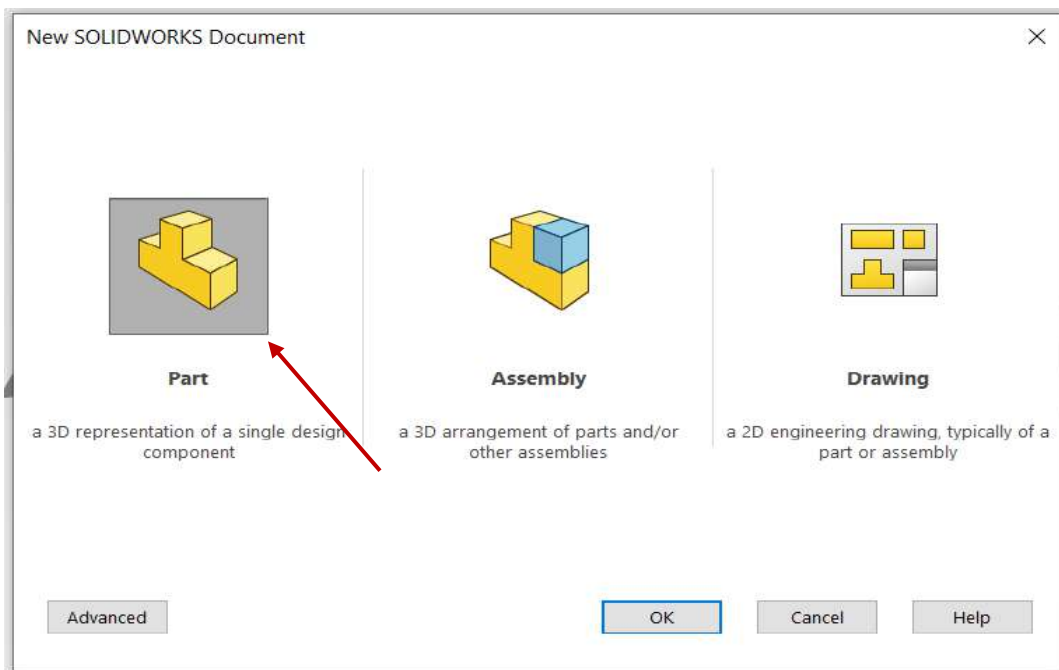 New SOLIDWORKS Document
Part
a 3D representation of a single design
component
Assembly
a 3D arrangement of parts and/or
other assemblies
Drawing
a 2D engineering drawing, typically of a
part or assembly
Advanced
OK
Cancel
Help